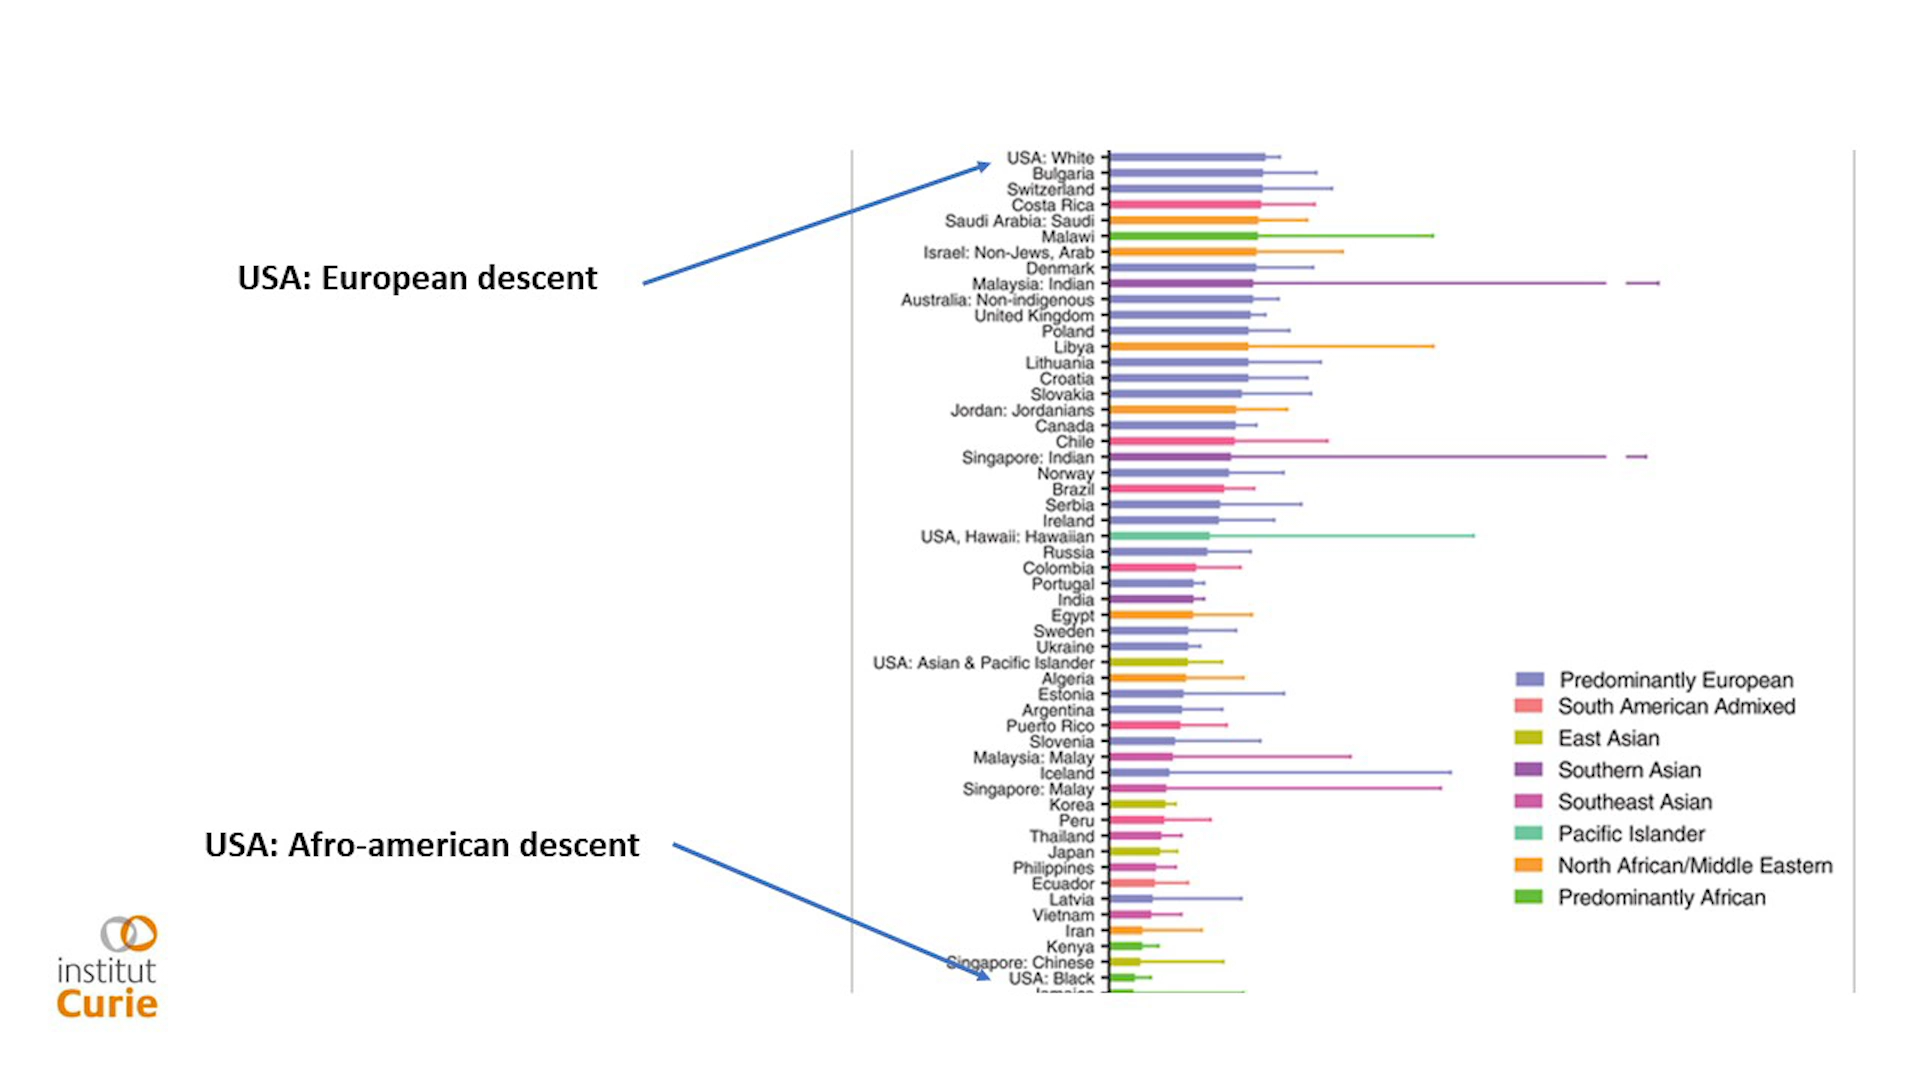 USA: European descent
USA: Afro-american descent
institut
Curie
USA: White
Bulgaria
Switzerland
Costa Rica
Saudi Arabia: Saudi
Malawi
Israel: Non-Jews, Arab
Denmark
Malaysia: Indian
Australia: Non-indigenous
United Kingdom
Poland
Libya
Lithuania
Croatia
Slovakia
Jordan: Jordanians
Canada
Chile
Singapore: Indian
Norway
Brazil
Serbia
Ireland
USA, Hawaii: Hawaiian
Russia
Colombia
Portugal
India
Egypt
Sweden
Ukraine
USA: Asian & Pacific Islander
Algeria
Estonia
Argentina
Puerto Rico
Slovenia
Malaysia: Malay
Iceland
Singapore: Malay
Korea
Peru
Thailand
Japan
Philippines
Ecuador
Latvia
Vietnam
Iran
Kenya
Singapore: Chinese
USA: Black
Predominantly European
South American Admixed
East Asian
Southern Asian
Southeast Asian
Pacific Islander
North African/Middle Eastern
Predominantly African